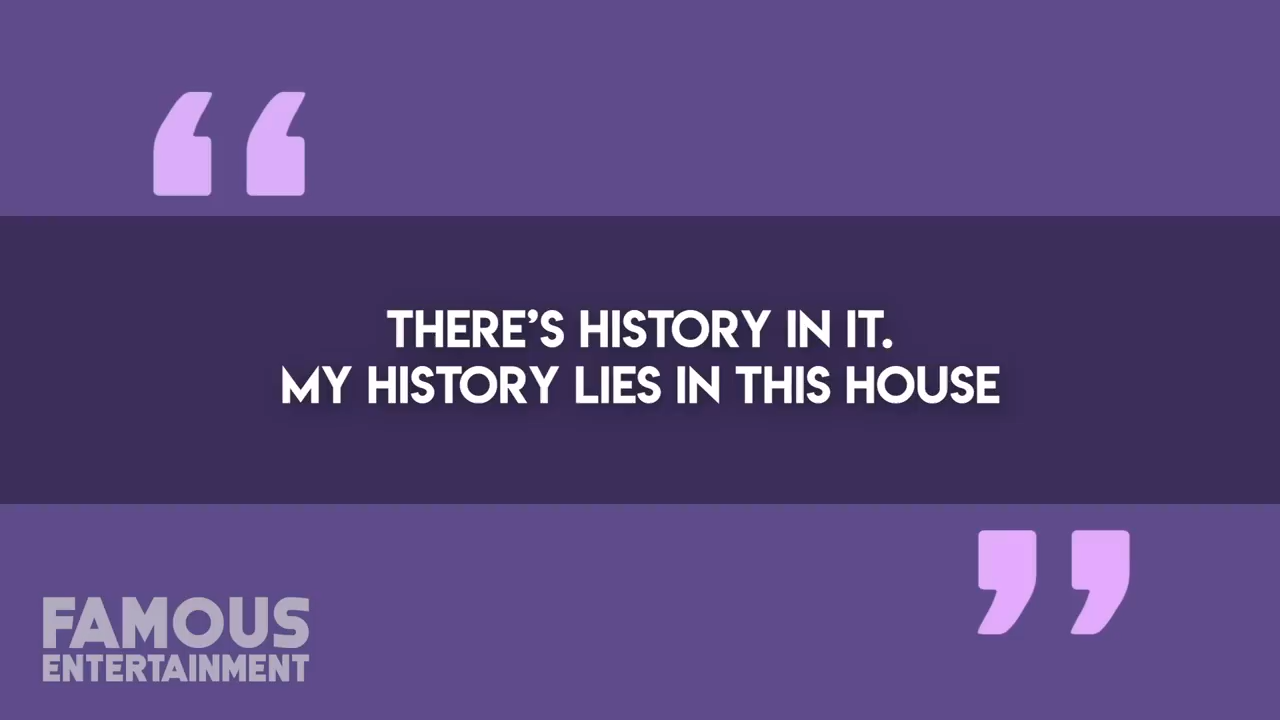 THERE'S HISTORY IN IT.
MY HISTORY LIES IN THIS HOUSE
FAMOUS
ENTERTAINMENT